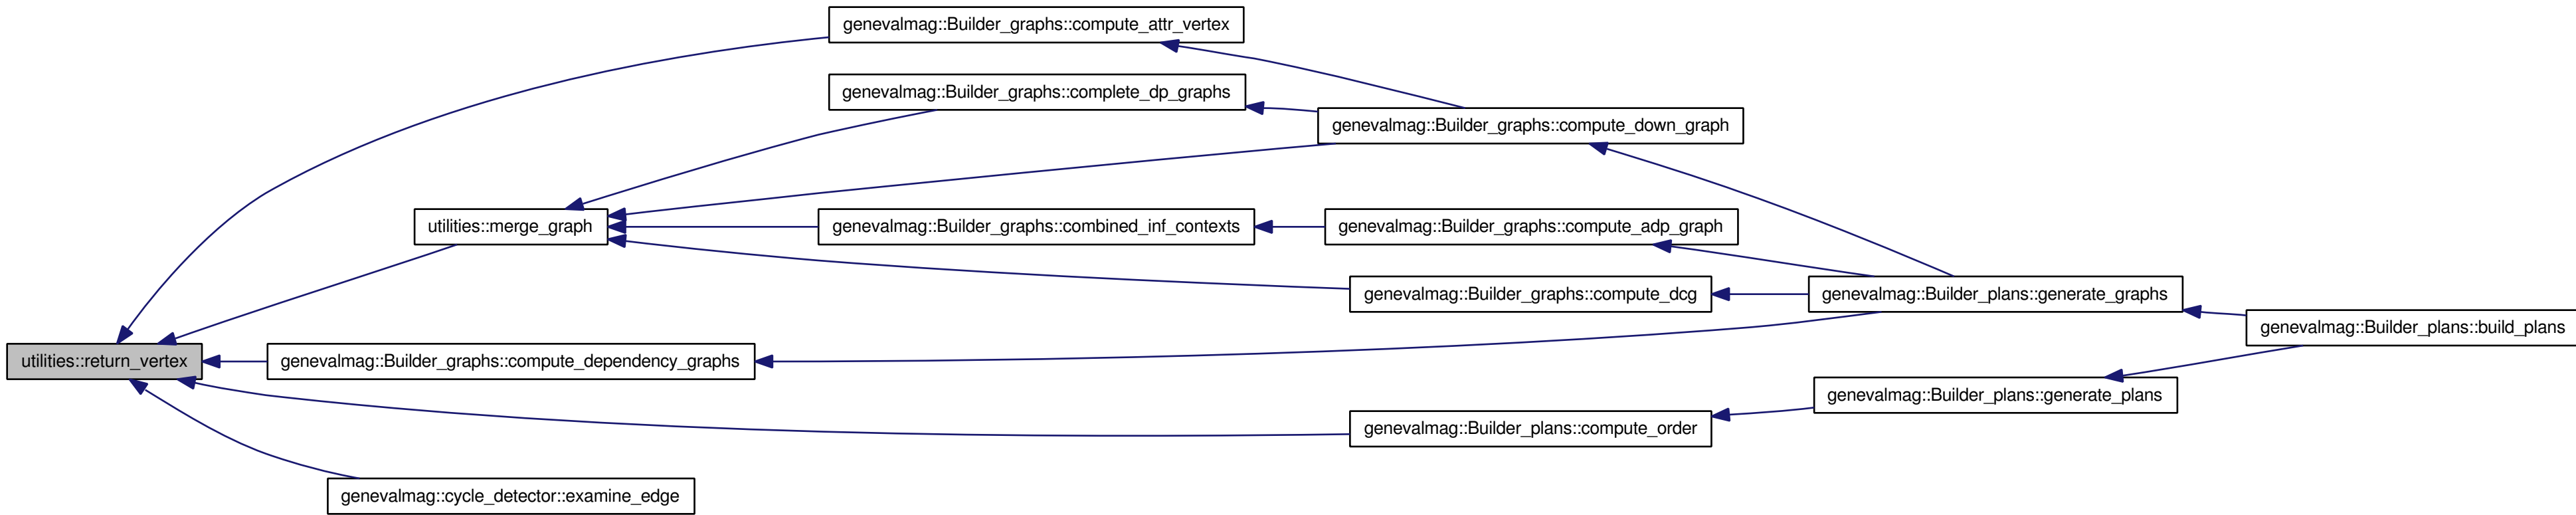 genevalmag::Builder_graphs::compute_attr_vertex
genevalmag::Builder_graphs::complete_dp_graphs
genevalmag::Builder_graphs::compute_down_graph
utilities::merge_graph
genevalmag::Builder_graphs::combined_inf_contexts
genevalmag::Builder_graphs::compute_adp_graph
genevalmag::Builder_graphs::compute_dcg
genevalmag::Builder_plans::generate_graphs
genevalmag::Builder_plans::build_plans
utilities::return_vertex
genevalmag::Builder_graphs::compute_dependency_graphs
genevalmag::Builder_plans::generate_plans
genevalmag::Builder_plans::compute_order
genevalmag::cycle_detector::examine_edge